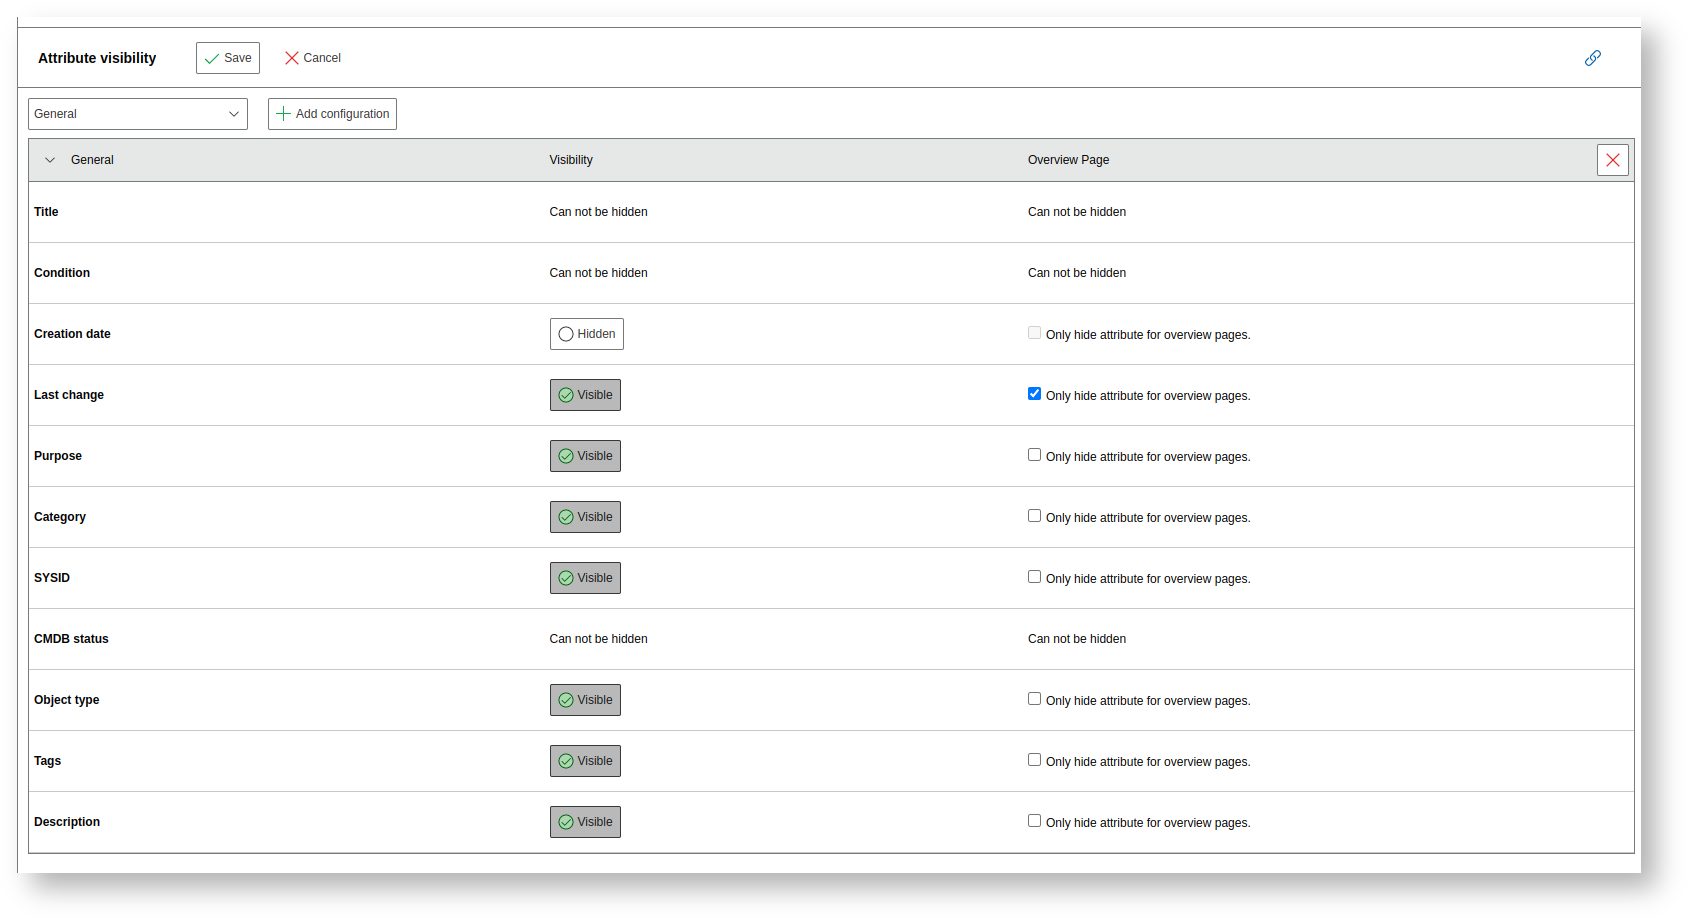 Attribute visibility Save Cancel
General Add configuration
General Visibility Overview Page
Title Can not be hidden Can not be hidden
Condition Can not be hidden Can not be hidden
Creation date Hidden Only hide attribute for overview pages.
Last change Visible Only hide attribute for overview pages.
Purpose Visible Only hide attribute for overview pages.
Category Visible Only hide attribute for overview pages.
SYSID Visible Only hide attribute for overview pages.
CMDB status Can not be hidden Can not be hidden
Object type Visible Only hide attribute for overview pages.
Tags Visible Only hide attribute for overview pages.
Description Visible Only hide attribute for overview pages.